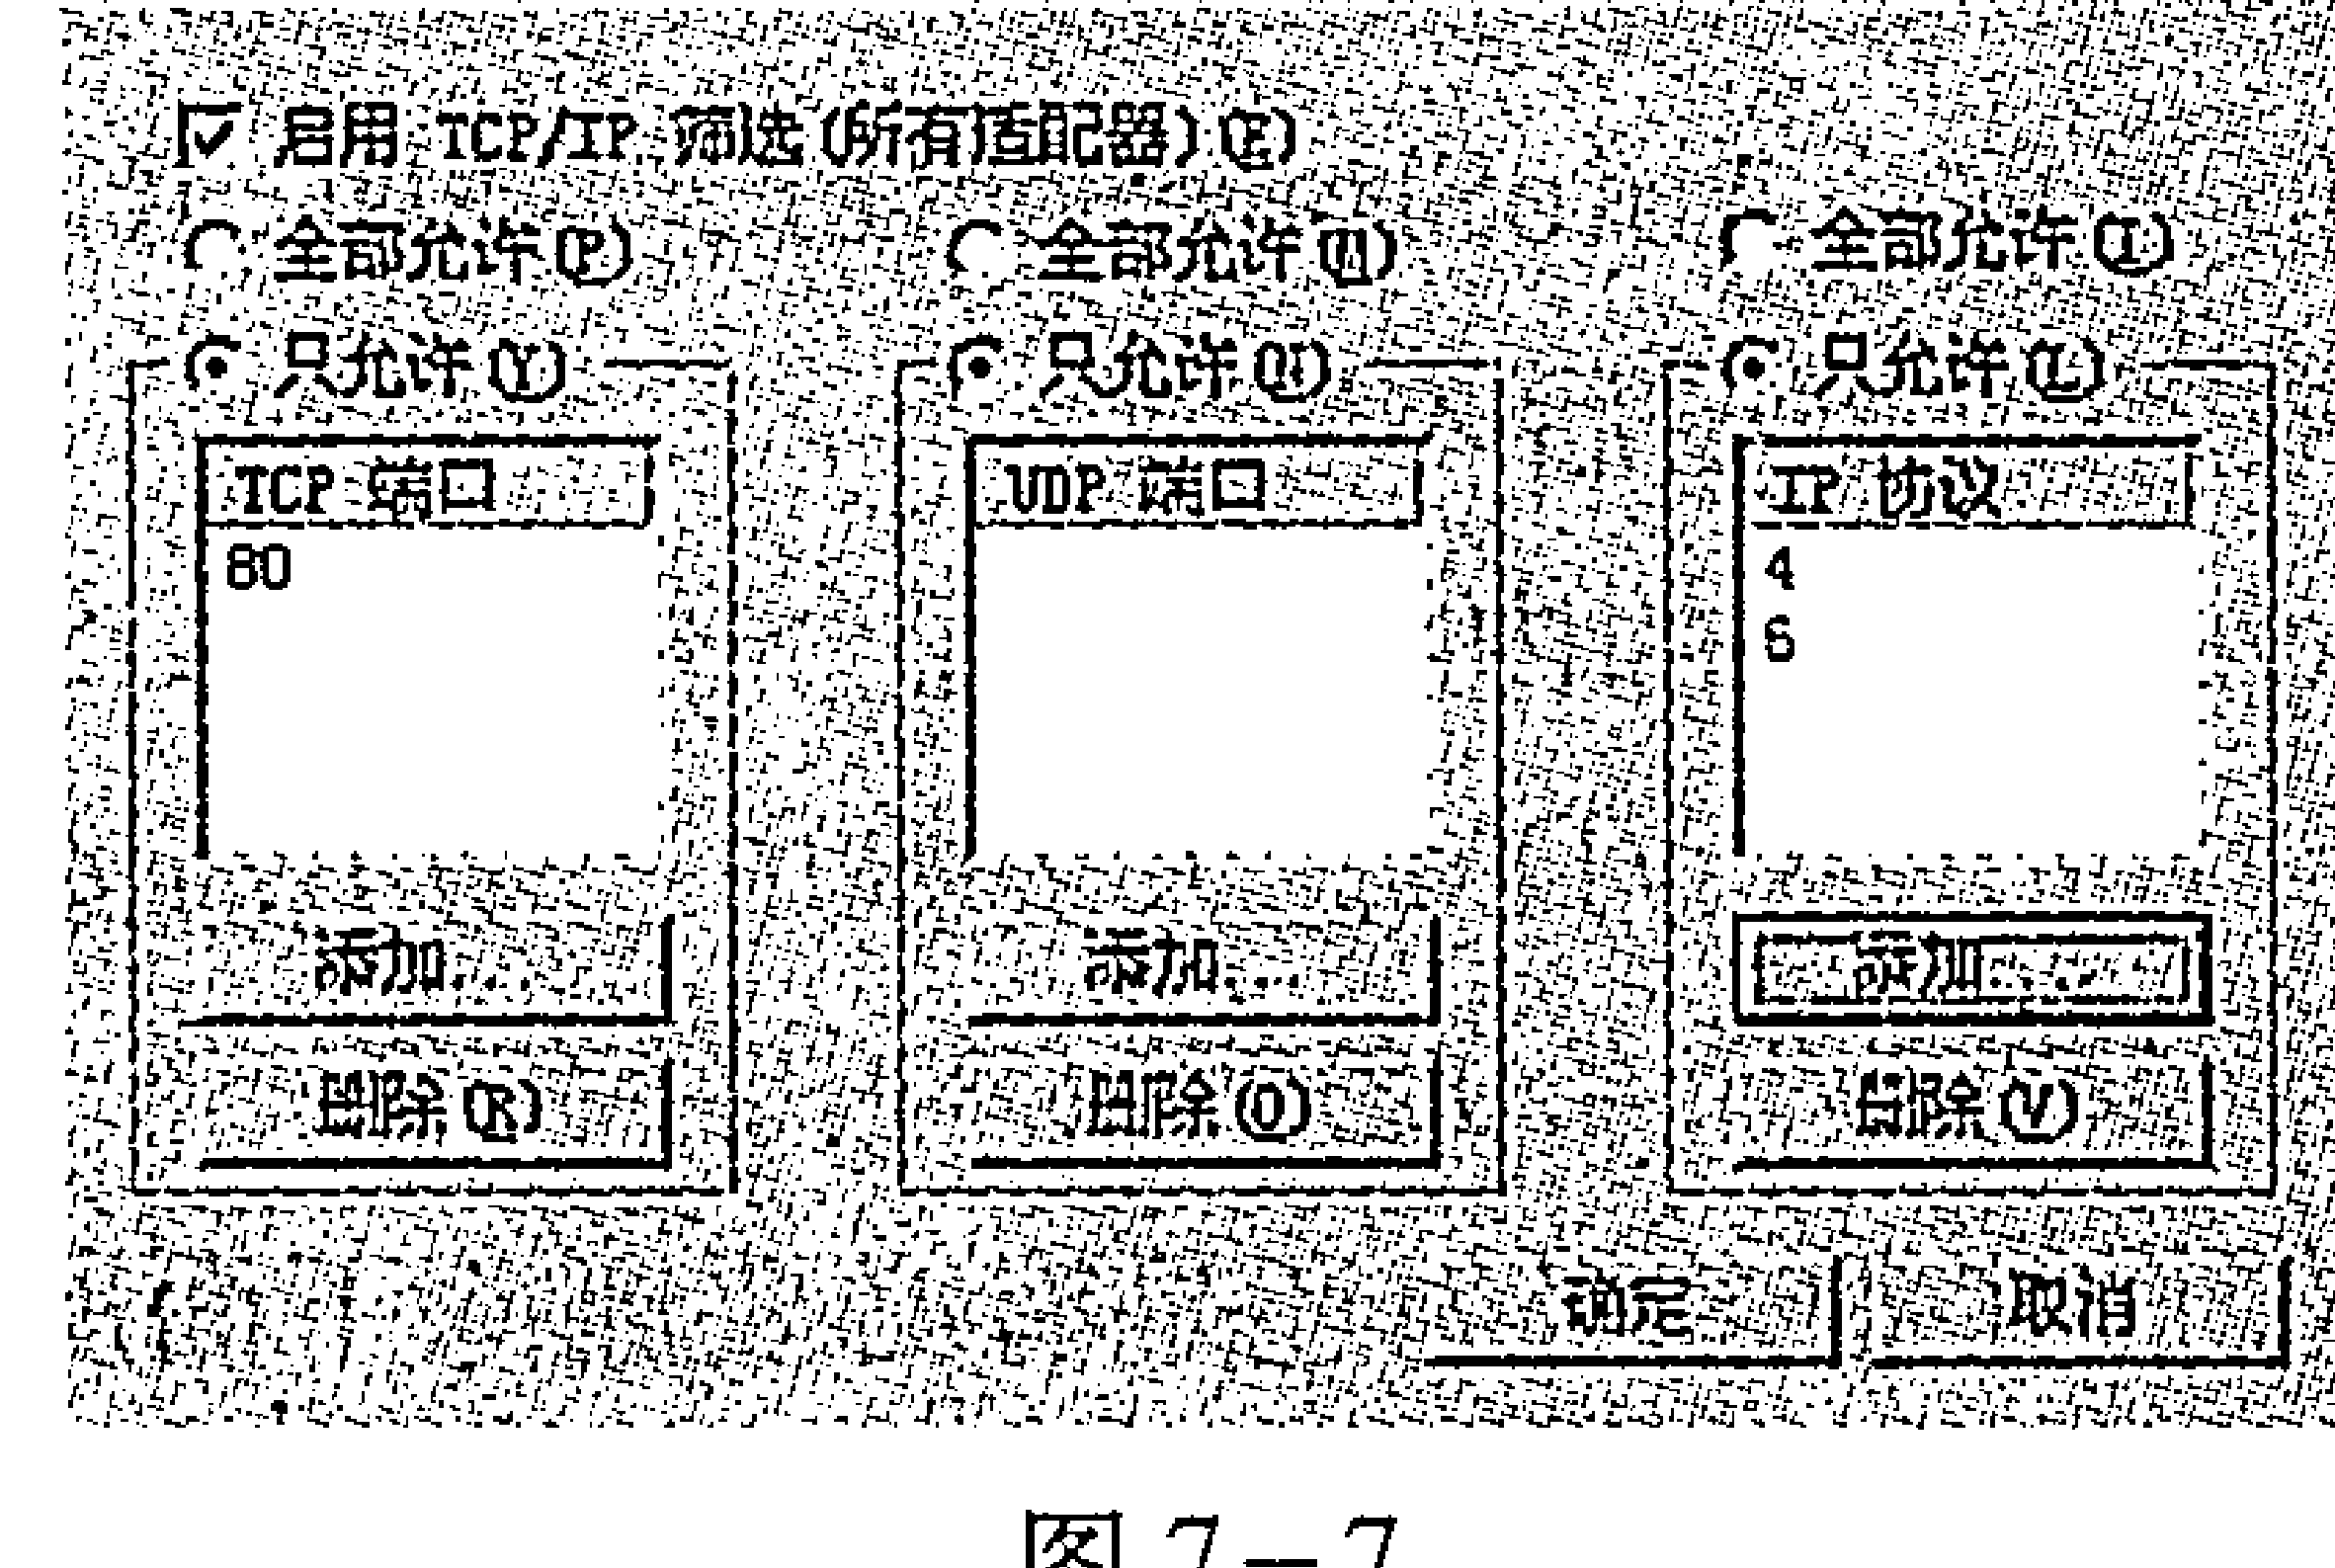 启用 TCP/IP 筛选(所有适配器)(E)
全部允许(P) 全部允许 全部允许(I)
只允许(Y) 只允许(N) 只允许(L)
TCP 端口 UDP 端口 IP 协议
80 4
6
添加... 添加... 添加...
删除(R) 删除(O) 删除(V)
确定 取消
图 7-7